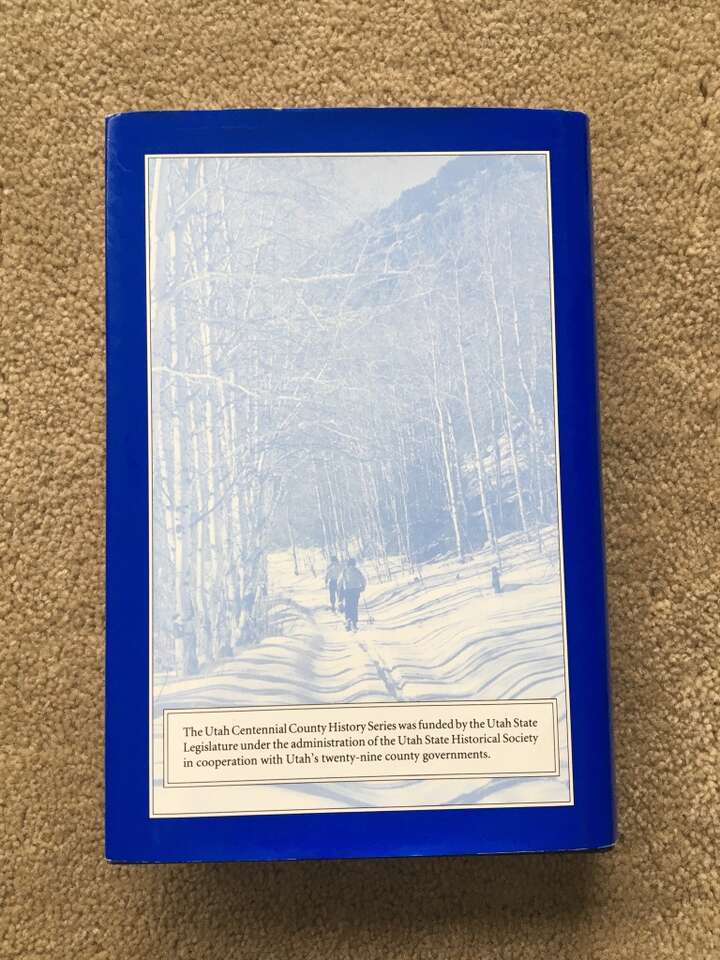 The Utah Centennial County History Series was funded by the Utah State
Legislature under the administration of the Utah State Historical Society
in cooperation with Utah's twenty-nine county governments.